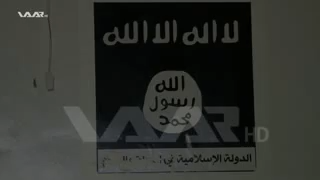 VAAR
لا اله الا الله
الله
رسول
محمد
VAAR HD
الدولة الاسلامية في